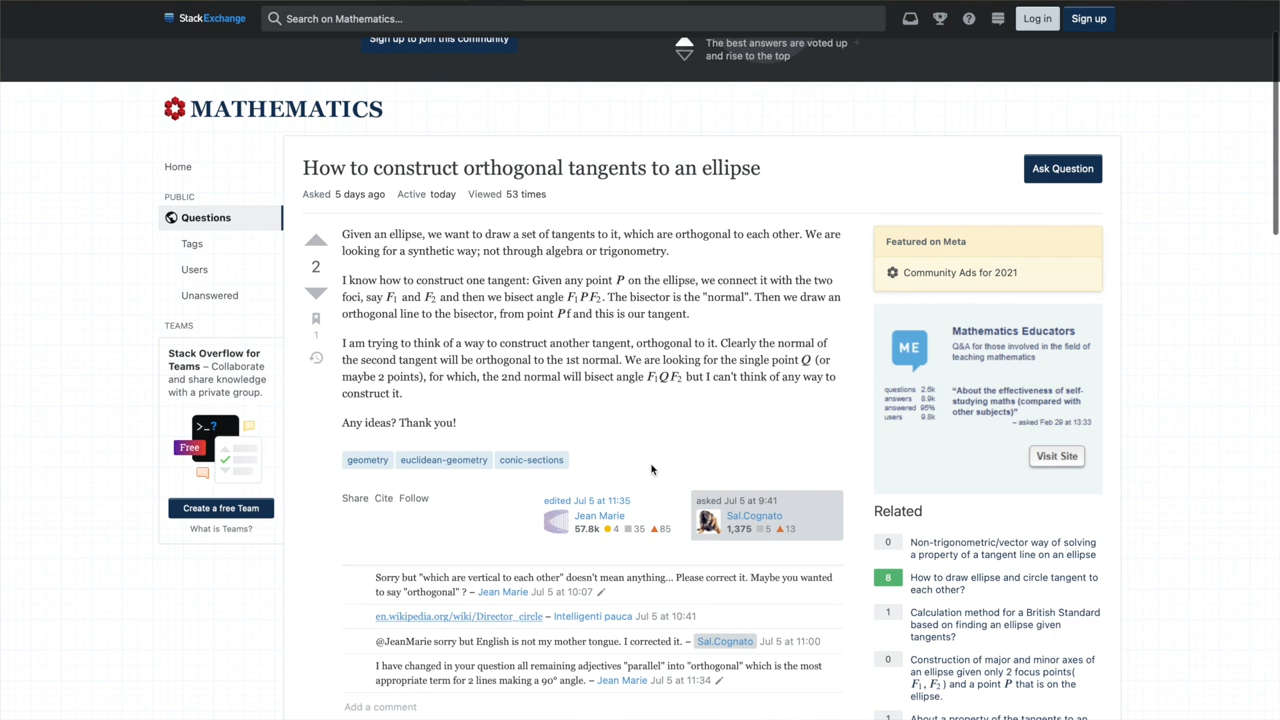 StackExchange
Search on Mathematics...
Log in
Sign up
Sign up to join this community
The best answers are voted up
and rise to the top
MATHEMATICS
Home
PUBLIC
Questions
Tags
Users
Unanswered
TEAMS
Stack Overflow for
Teams – Collaborate
and share knowledge
with a private group.
>_?
Free
Create a free Team
What is Teams?
How to construct orthogonal tangents to an ellipse
Ask Question
Asked 5 days ago Active today Viewed 53 times
2
1
Given an ellipse, we want to draw a set of tangents to it, which are orthogonal to each other. We are
looking for a synthetic way; not through algebra or trigonometry.
I know how to construct one tangent: Given any point P on the ellipse, we connect it with the two
foci, say F₁ and F₂ and then we bisect angle F₁PF₂. The bisector is the "normal". Then we draw an
orthogonal line to the bisector, from point Pf and this is our tangent.
I am trying to think of a way to construct another tangent, orthogonal to it. Clearly the normal of
the second tangent will be orthogonal to the 1st normal. We are looking for the single point Q (or
maybe 2 points), for which, the 2nd normal will bisect angle F₁QF₂ but I can't think of any way to
construct it.
Any ideas? Thank you!
geometry euclidean-geometry conic-sections
Share Cite Follow
edited Jul 5 at 11:35
Jean Marie
57.8k 4 35 85
asked Jul 5 at 9:41
Sal.Cognato
1,375 5 13
Sorry but "which are vertical to each other" doesn't mean anything... Please correct it. Maybe you wanted
to say "orthogonal" ? – Jean Marie Jul 5 at 10:07
en.wikipedia.org/wiki/Director_circle – Intelligenti pauca Jul 5 at 10:41
@JeanMarie sorry but English is not my mother tongue. I corrected it. – Sal.Cognato Jul 5 at 11:00
I have changed in your question all remaining adjectives "parallel" into "orthogonal" which is the most
appropriate term for 2 lines making a 90° angle. – Jean Marie Jul 5 at 11:34
Add a comment
Featured on Meta
Community Ads for 2021
ME
Mathematics Educators
Q&A for those involved in the field of
teaching mathematics
questions 2.6k
answers 8.9k
answered 95%
users 9.8k
"About the effectiveness of self-
studying maths (compared with
other subjects)"
– asked Feb 29 at 13:33
Visit Site
Related
0 Non-trigonometric/vector way of solving
a property of a tangent line on an ellipse
8 How to draw ellipse and circle tangent to
each other?
1 Calculation method for a British Standard
based on finding an ellipse given
tangents?
0 Construction of major and minor axes of
an ellipse given only 2 focus points(
F₁, F₂) and a point P that is on the
ellipse.
1 About a property of the tangents to an